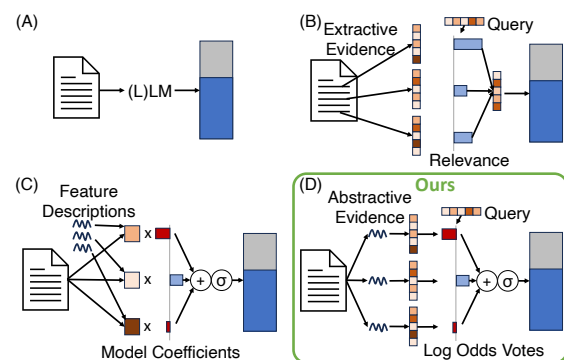 (A)
(L)LM
(B)
Extractive
Evidence
Query
Relevance
(C)
Feature
Descriptions
x
x
x
+
σ
Model Coefficients
Ours
(D)
Abstractive
Evidence
Query
+
σ
Log Odds Votes